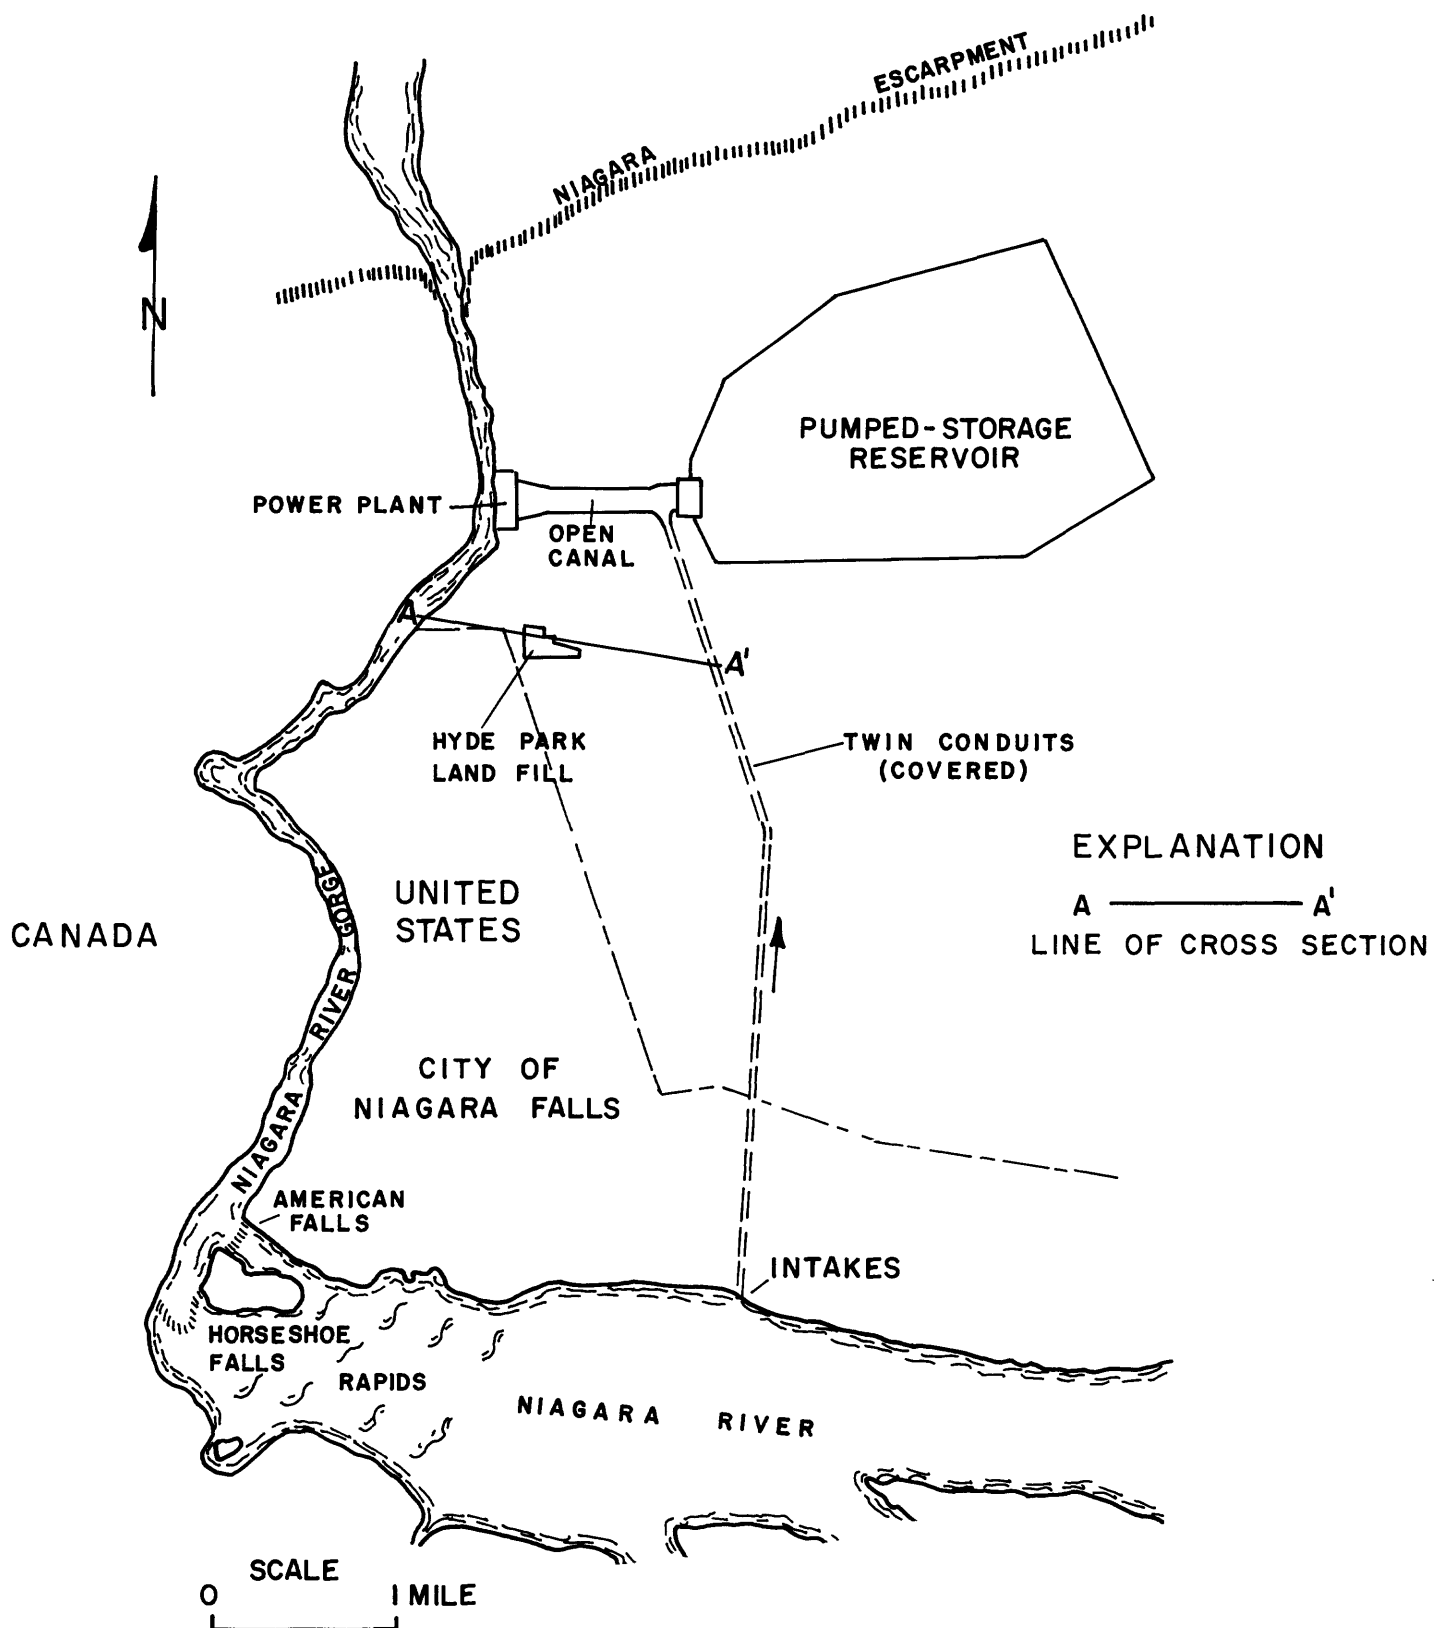 ESCARPMENT
NIAGARA
N
PUMPED-STORAGE
RESERVOIR
POWER PLANT
OPEN
CANAL
A
A'
HYDE PARK
LAND FILL
TWIN CONDUITS
(COVERED)
EXPLANATION
A A'
LINE OF CROSS SECTION
UNITED
STATES
CANADA
NIAGARA RIVER GORGE
CITY OF
NIAGARA FALLS
AMERICAN
FALLS
INTAKES
HORSESHOE
FALLS
RAPIDS
NIAGARA RIVER
SCALE
0 1 MILE